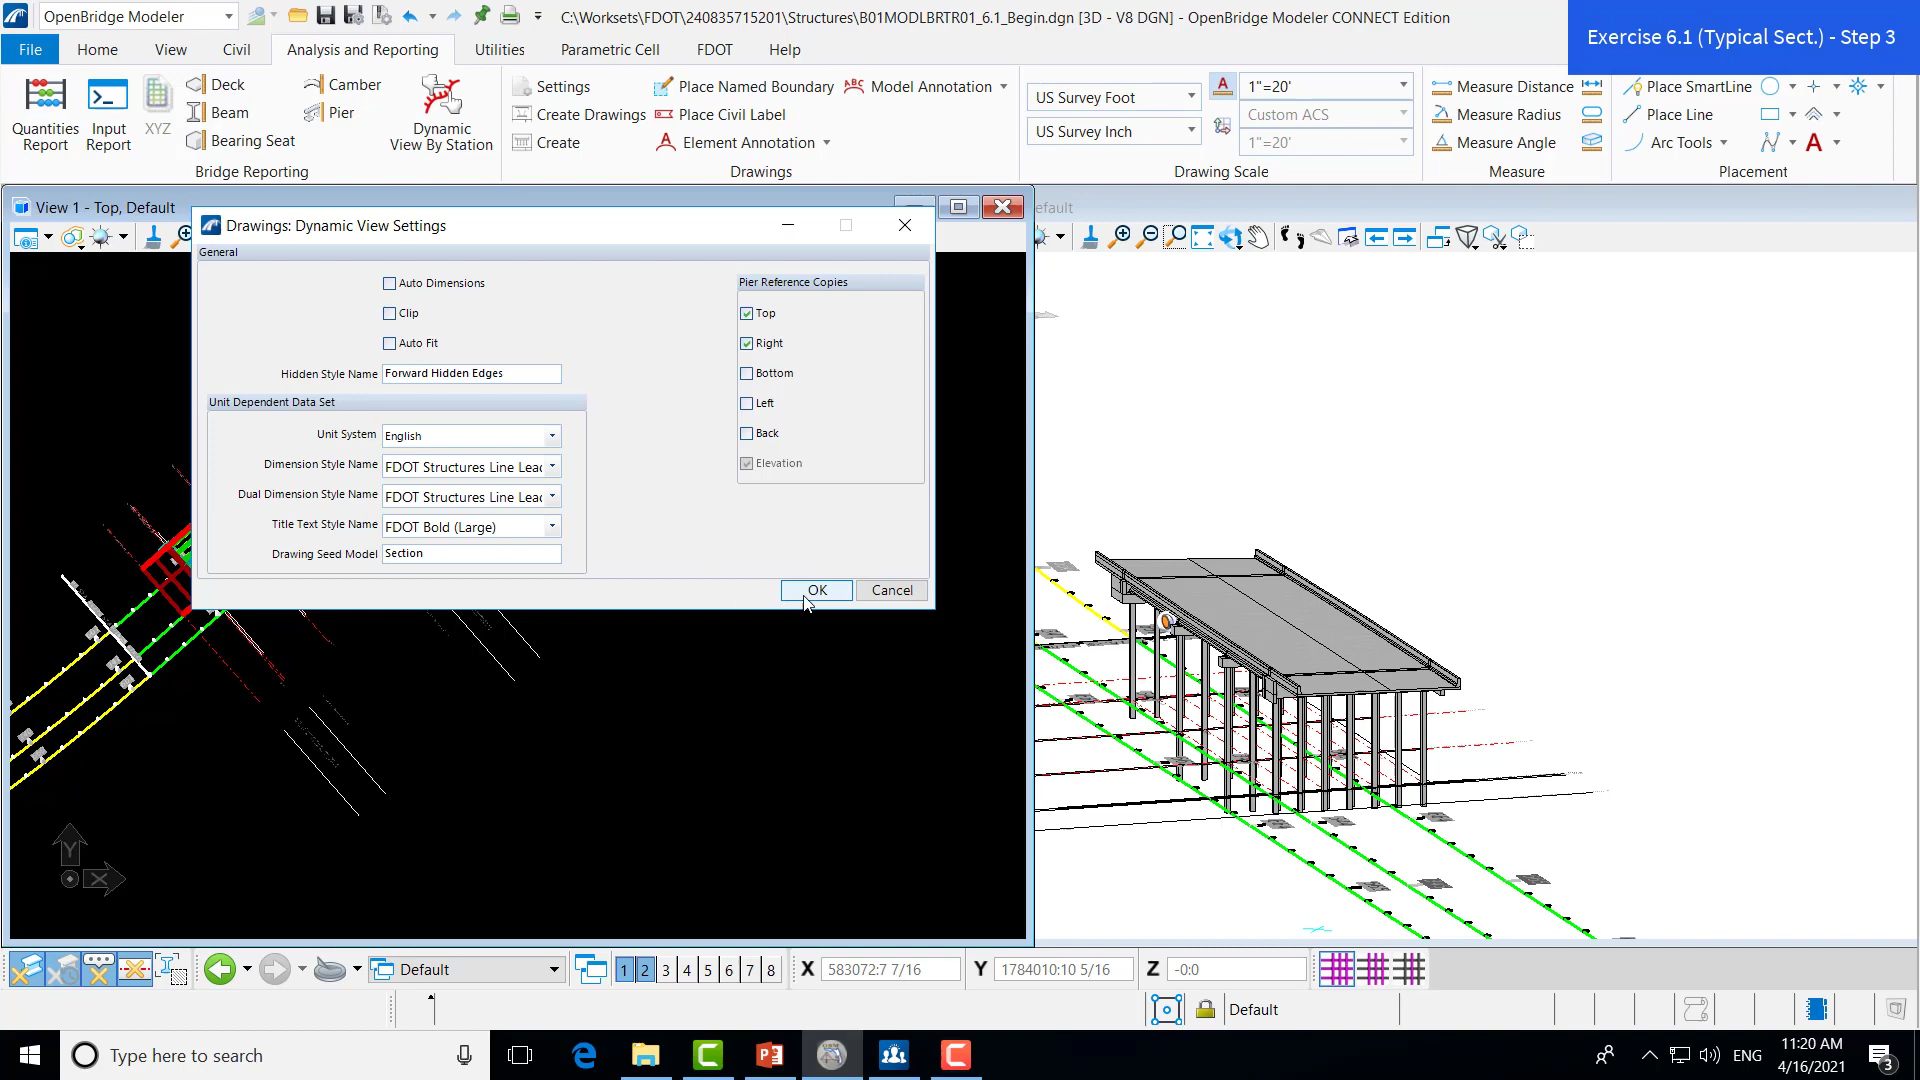 OpenBridge Modeler
C:\Worksets\FDOT\240835715201\Structures\B01MODLBRTR01_6.1_Begin.dgn [3D - V8 DGN] - OpenBridge Modeler CONNECT Edition
Exercise 6.1 (Typical Sect.) - Step 3
File
Home
View
Civil
Analysis and Reporting
Utilities
Parametric Cell
FDOT
Help
Quantities Report
Input Report
XYZ
Deck
Beam
Bearing Seat
Camber
Pier
Dynamic View By Station
Bridge Reporting
Settings
Create Drawings
Create
Place Named Boundary
Place Civil Label
Element Annotation
Model Annotation
Drawings
US Survey Foot
US Survey Inch
1"=20'
Custom ACS
1"=20'
Drawing Scale
Measure Distance
Measure Radius
Measure Angle
Measure
Place SmartLine
Place Line
Arc Tools
Placement
View 1 - Top, Default
efault
Drawings: Dynamic View Settings
General
Auto Dimensions
Clip
Auto Fit
Hidden Style Name Forward Hidden Edges
Unit Dependent Data Set
Unit System English
Dimension Style Name FDOT Structures Line Lead
Dual Dimension Style Name FDOT Structures Line Lead
Title Text Style Name FDOT Bold (Large)
Drawing Seed Model Section
Pier Reference Copies
Top
Right
Bottom
Left
Back
Elevation
OK
Cancel
Y
X
Default
1 2 3 4 5 6 7 8
X 583072:7 7/16
Y 1784010:10 5/16
Z -0:0
Default
Type here to search
ENG
11:20 AM
4/16/2021
3